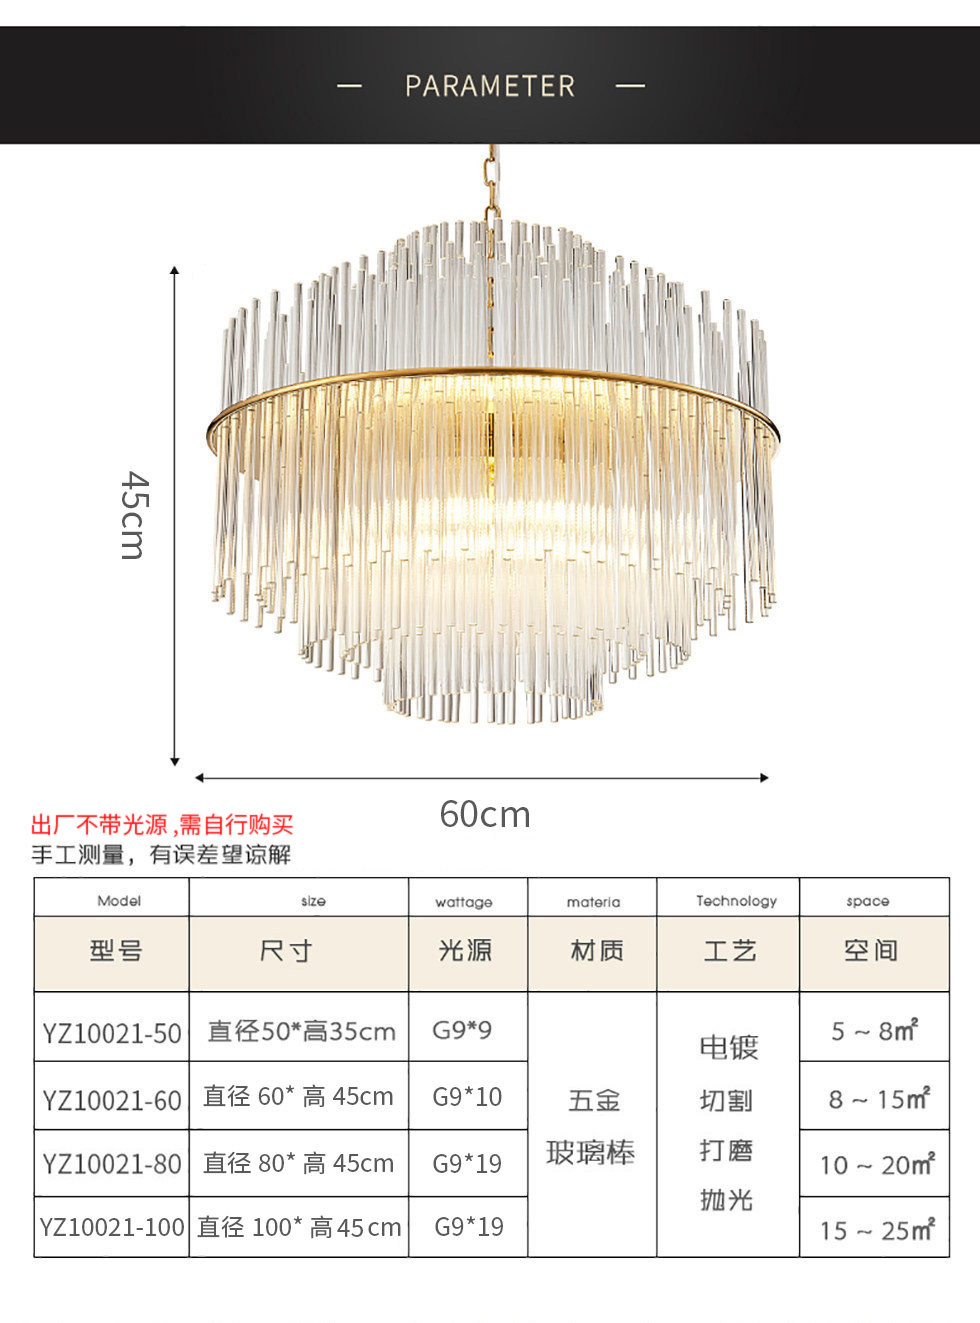 PARAMETER
45cm
60cm
出厂不带光源 ,需自行购买
手工测量，有误差望谅解
Model size wattage materia Technology space
型号 尺寸 光源 材质 工艺 空间
YZ10021-50 直径50*高35cm G9*9 5 ~ 8㎡
YZ10021-60 直径 60* 高 45cm G9*10 8 ~ 15㎡
YZ10021-80 直径 80* 高 45cm G9*19 10 ~ 20㎡
YZ10021-100 直径 100* 高45cm G9*19 15 ~ 25㎡
五金
玻璃棒
电镀
切割
打磨
抛光